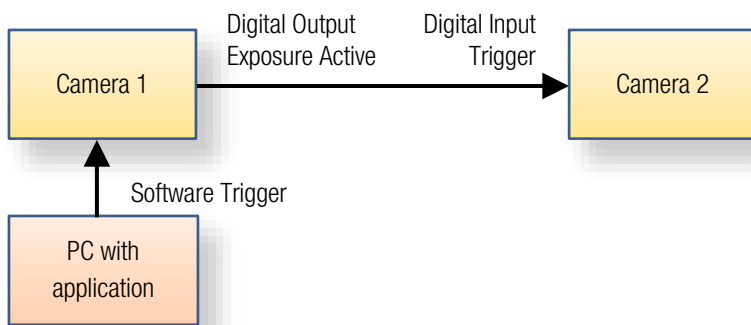 Digital Output
Exposure Active
Digital Input
Trigger
Camera 1
Camera 2
Software Trigger
PC with
application